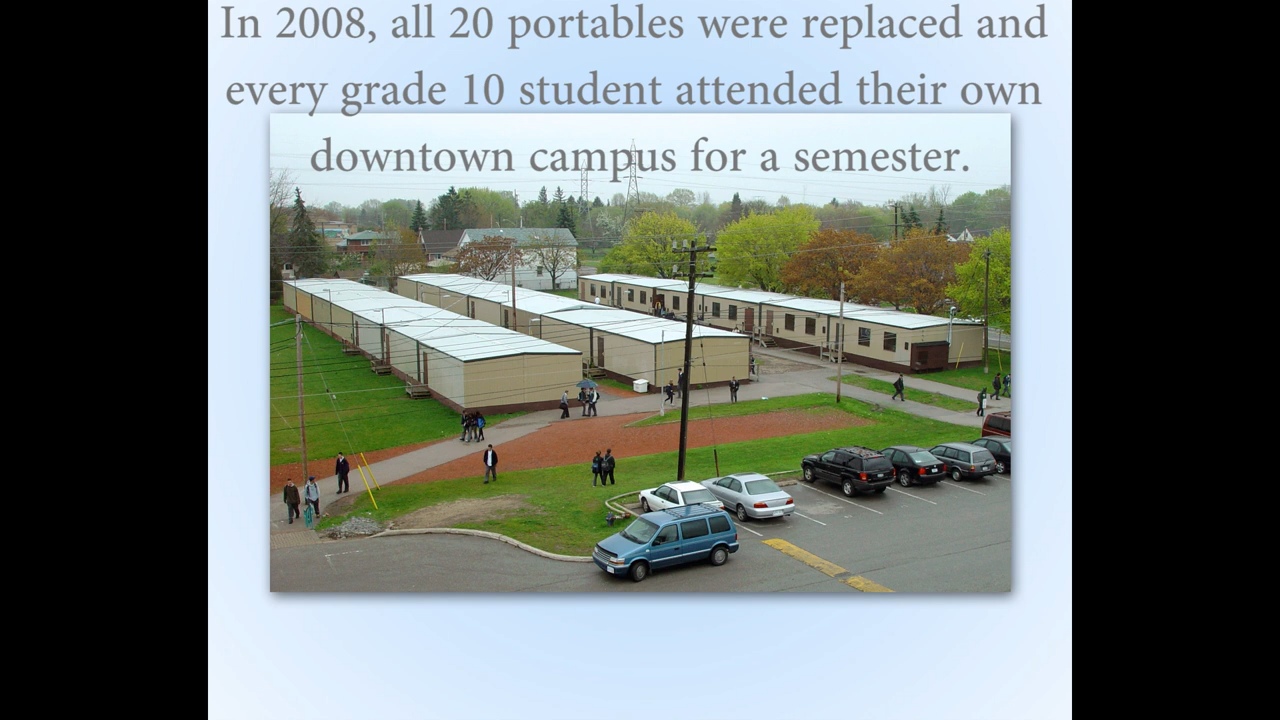 In 2008, all 20 portables were replaced and
every grade 10 student attended their own
downtown campus for a semester.